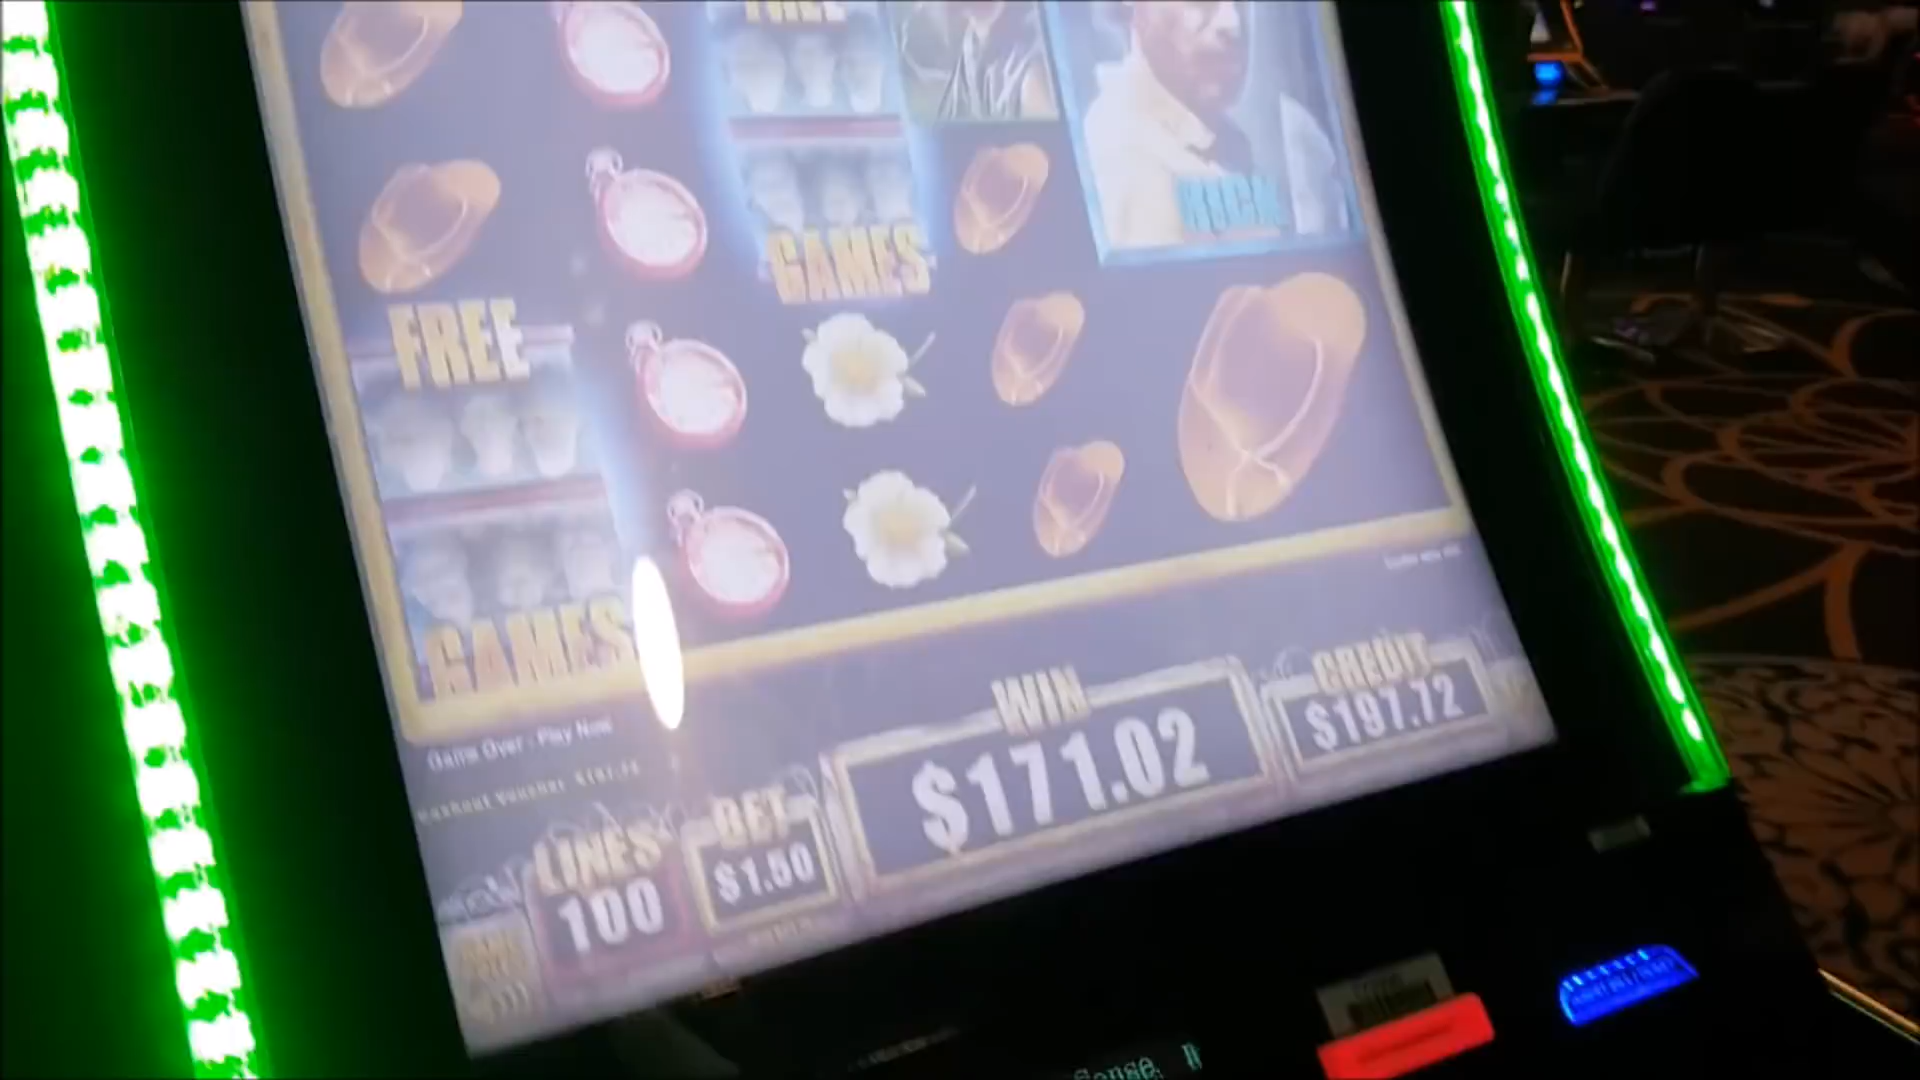 FREE
GAMES
RICK
FREE
GAMES
Game Over - Play Now
WIN
$171.02
CREDIT
$197.72
LINES
100
BET
$1.50